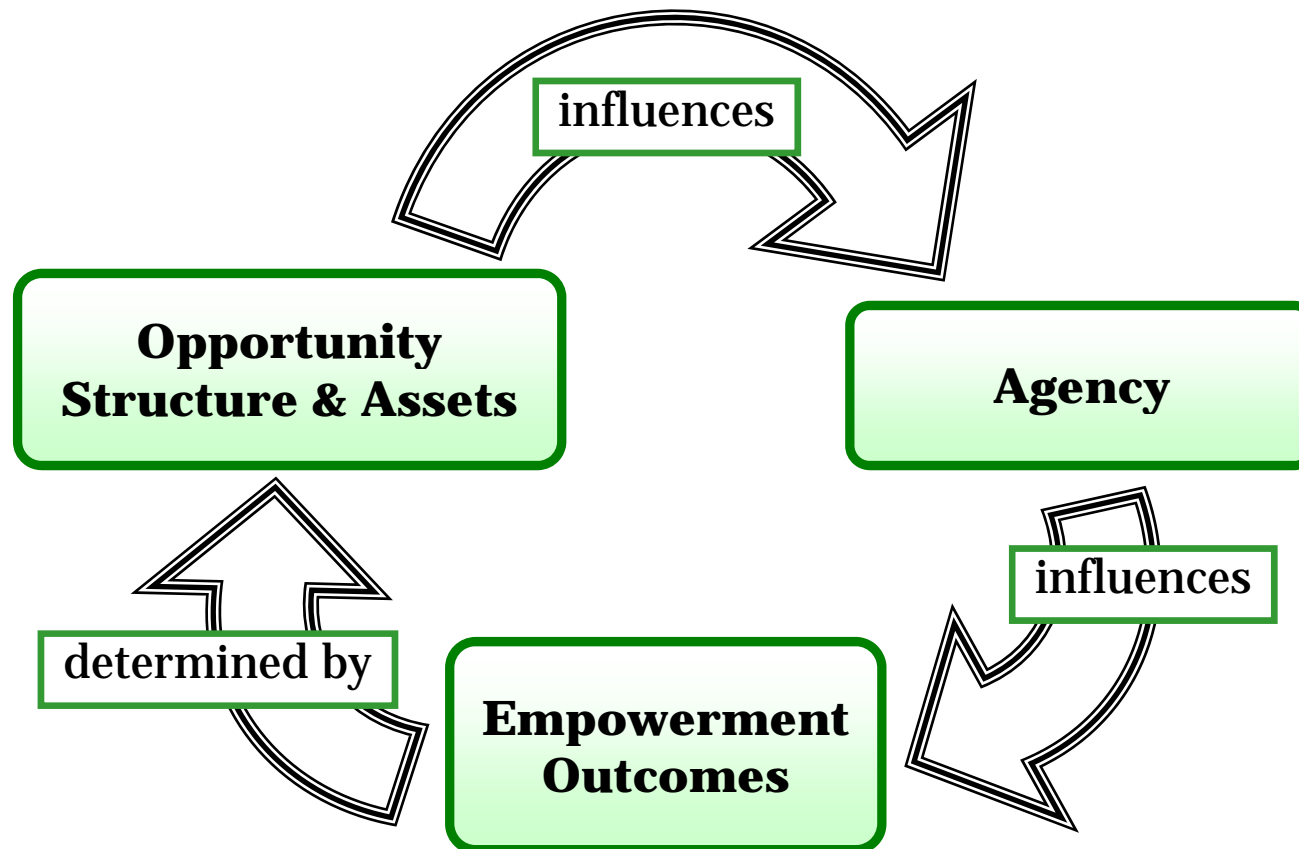 influences
Opportunity
Structure & Assets
Agency
influences
determined by
Empowerment
Outcomes